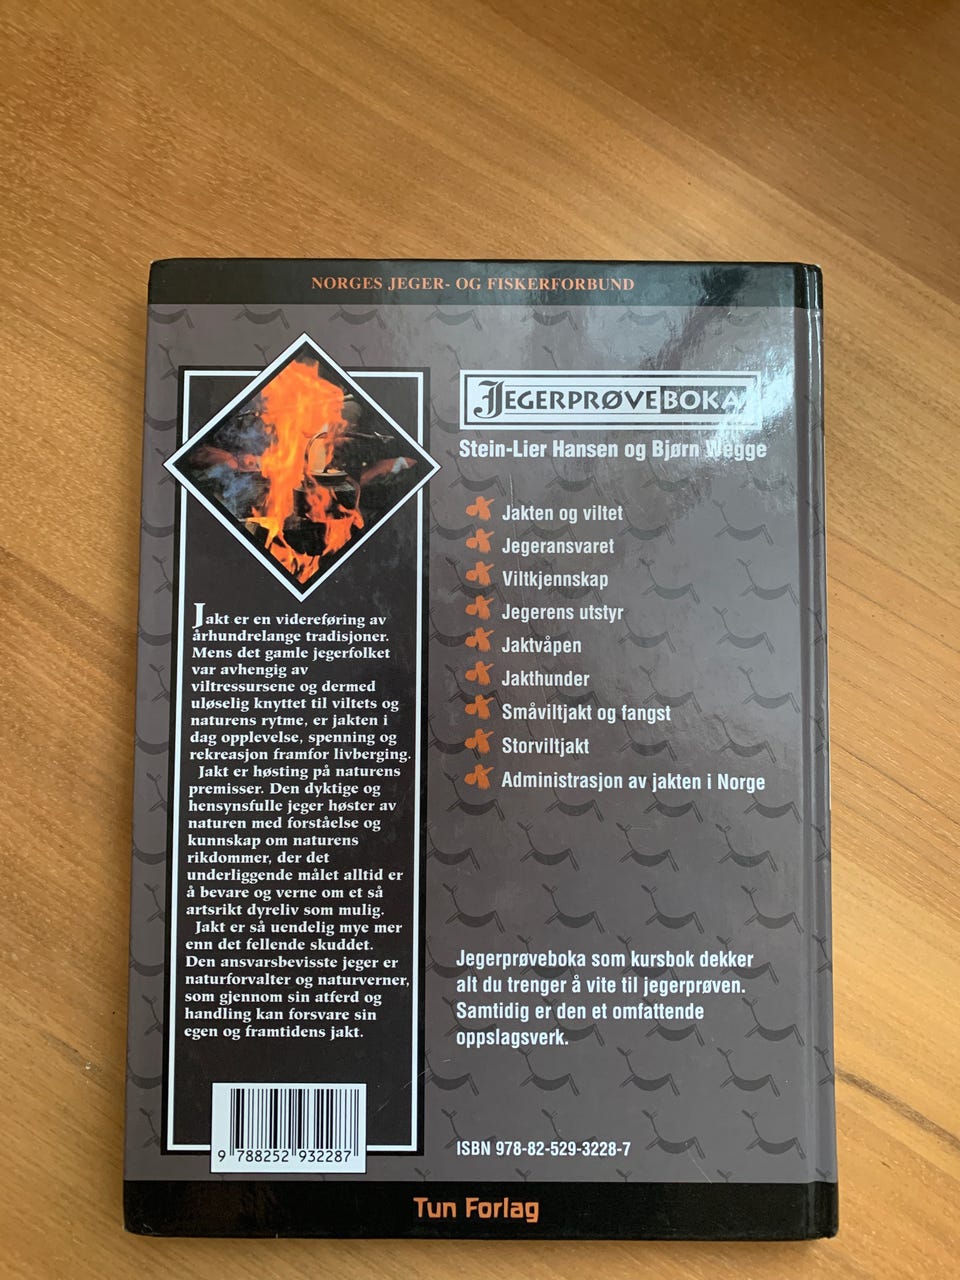 NORGES JEGER- OG FISKERFORBUND
JEGERPRØVEBOKA
Stein-Lier Hansen og Bjørn Wegge
Jakten og viltet
Jegeransvaret
Viltkjennskap
Jegerens utstyr
Jaktvåpen
Jakthunder
Småviltjakt og fangst
Storviltjakt
Administrasjon av jakten i Norge
Jakt er en videreføring av
århundrelange tradisjoner.
Mens det gamle jegerfolket
var avhengig av
viltressursene og dermed
uløselig knyttet til viltets og
naturens rytme, er jakten i
dag opplevelse, spenning og
rekreasjon framfor livberging.
Jakt er høsting på naturens
premisser. Den dyktige og
hensynsfulle jeger høster av
naturen med forståelse og
kunnskap om naturens
rikdommer, der det
underliggende målet alltid er
å bevare og verne om et så
artsrikt dyreliv som mulig.
Jakt er så uendelig mye mer
enn det fellende skuddet.
Den ansvarsbevisste jeger er
naturforvalter og naturverner,
som gjennom sin atferd og
handling kan forsvare sin
egen og framtidens jakt.
Jegerprøveboka som kursbok dekker
alt du trenger å vite til jegerprøven.
Samtidig er den et omfattende
oppslagsverk.
9 788252 932287
ISBN 978-82-529-3228-7
Tun Forlag